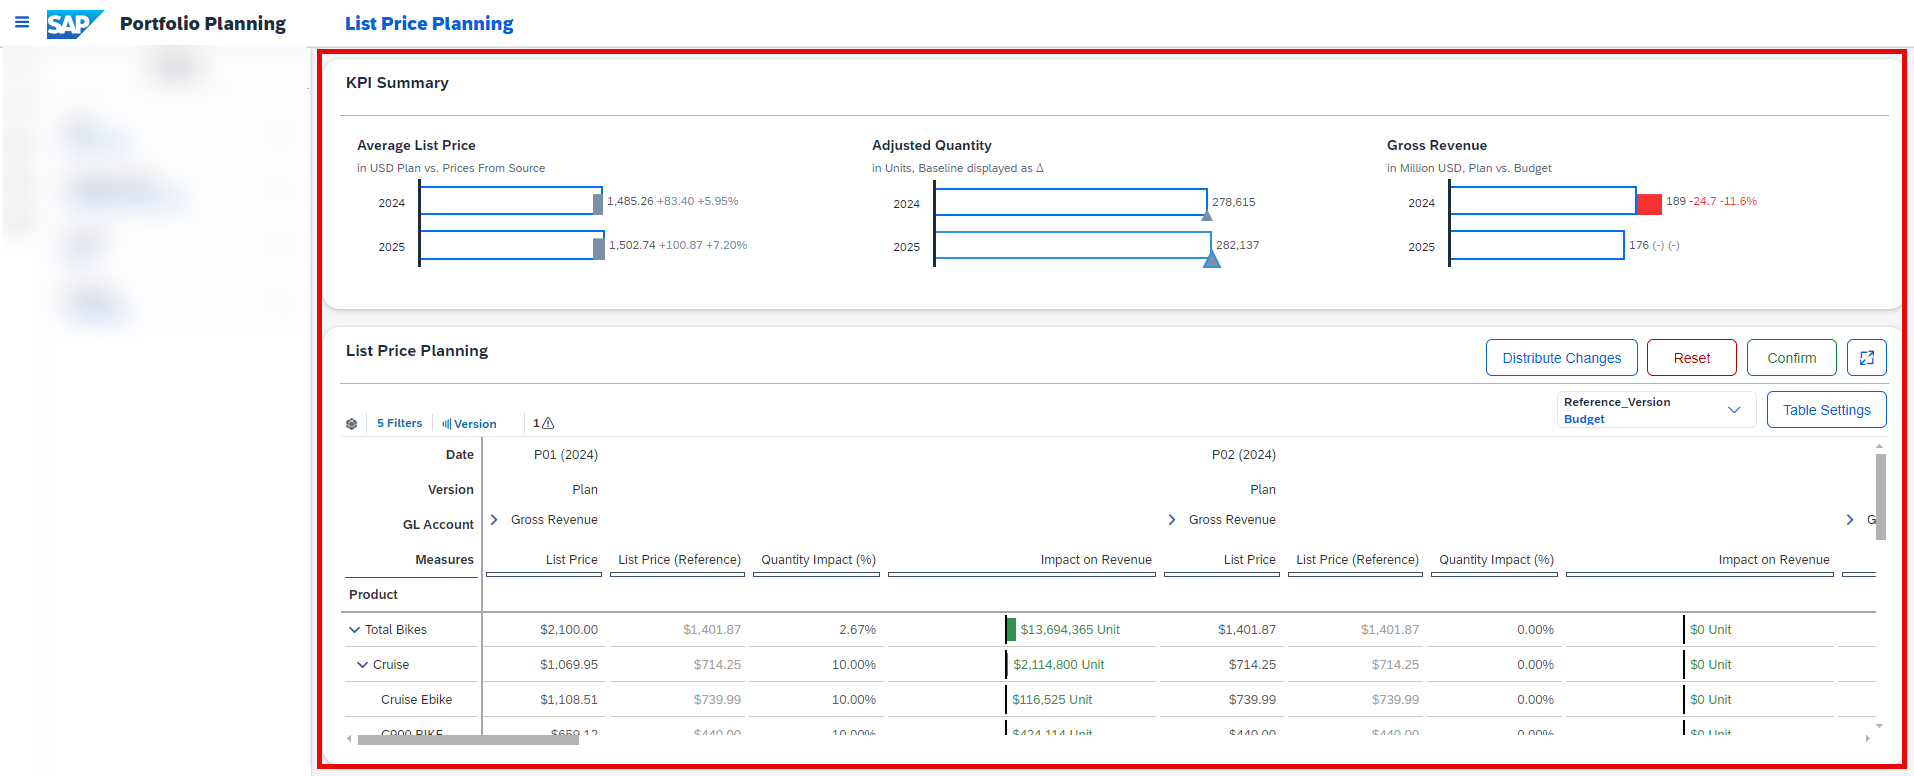 SAP Portfolio Planning List Price Planning
KPI Summary
Average List Price
in USD Plan vs. Prices From Source
2024 1,485.26 +83.40 +5.95%
2025 1,502.74 +100.87 +7.20%
Adjusted Quantity
in Units, Baseline displayed as Δ
2024 278,615
2025 282,137
Gross Revenue
in Million USD, Plan vs. Budget
2024 189 -24.7 -11.6%
2025 176 (-) (-)
List Price Planning
Distribute Changes Reset Confirm
Reference_Version
Budget
Table Settings
5 Filters Version 1
Date P01 (2024) P02 (2024)
Version Plan Plan
GL Account Gross Revenue Gross Revenue G
Measures List Price List Price (Reference) Quantity Impact (%) Impact on Revenue List Price List Price (Reference) Quantity Impact (%) Impact on Revenue
Product
Total Bikes $2,100.00 $1,401.87 2.67% $13,694,365 Unit $1,401.87 $1,401.87 0.00% $0 Unit
Cruise $1,069.95 $714.25 10.00% $2,114,800 Unit $714.25 $714.25 0.00% $0 Unit
Cruise Ebike $1,108.51 $739.99 10.00% $116,525 Unit $739.99 $739.99 0.00% $0 Unit
C900 BIKE $659.12 $440.00 10.00% $424,114 Unit $440.00 $440.00 0.00% $0 Unit